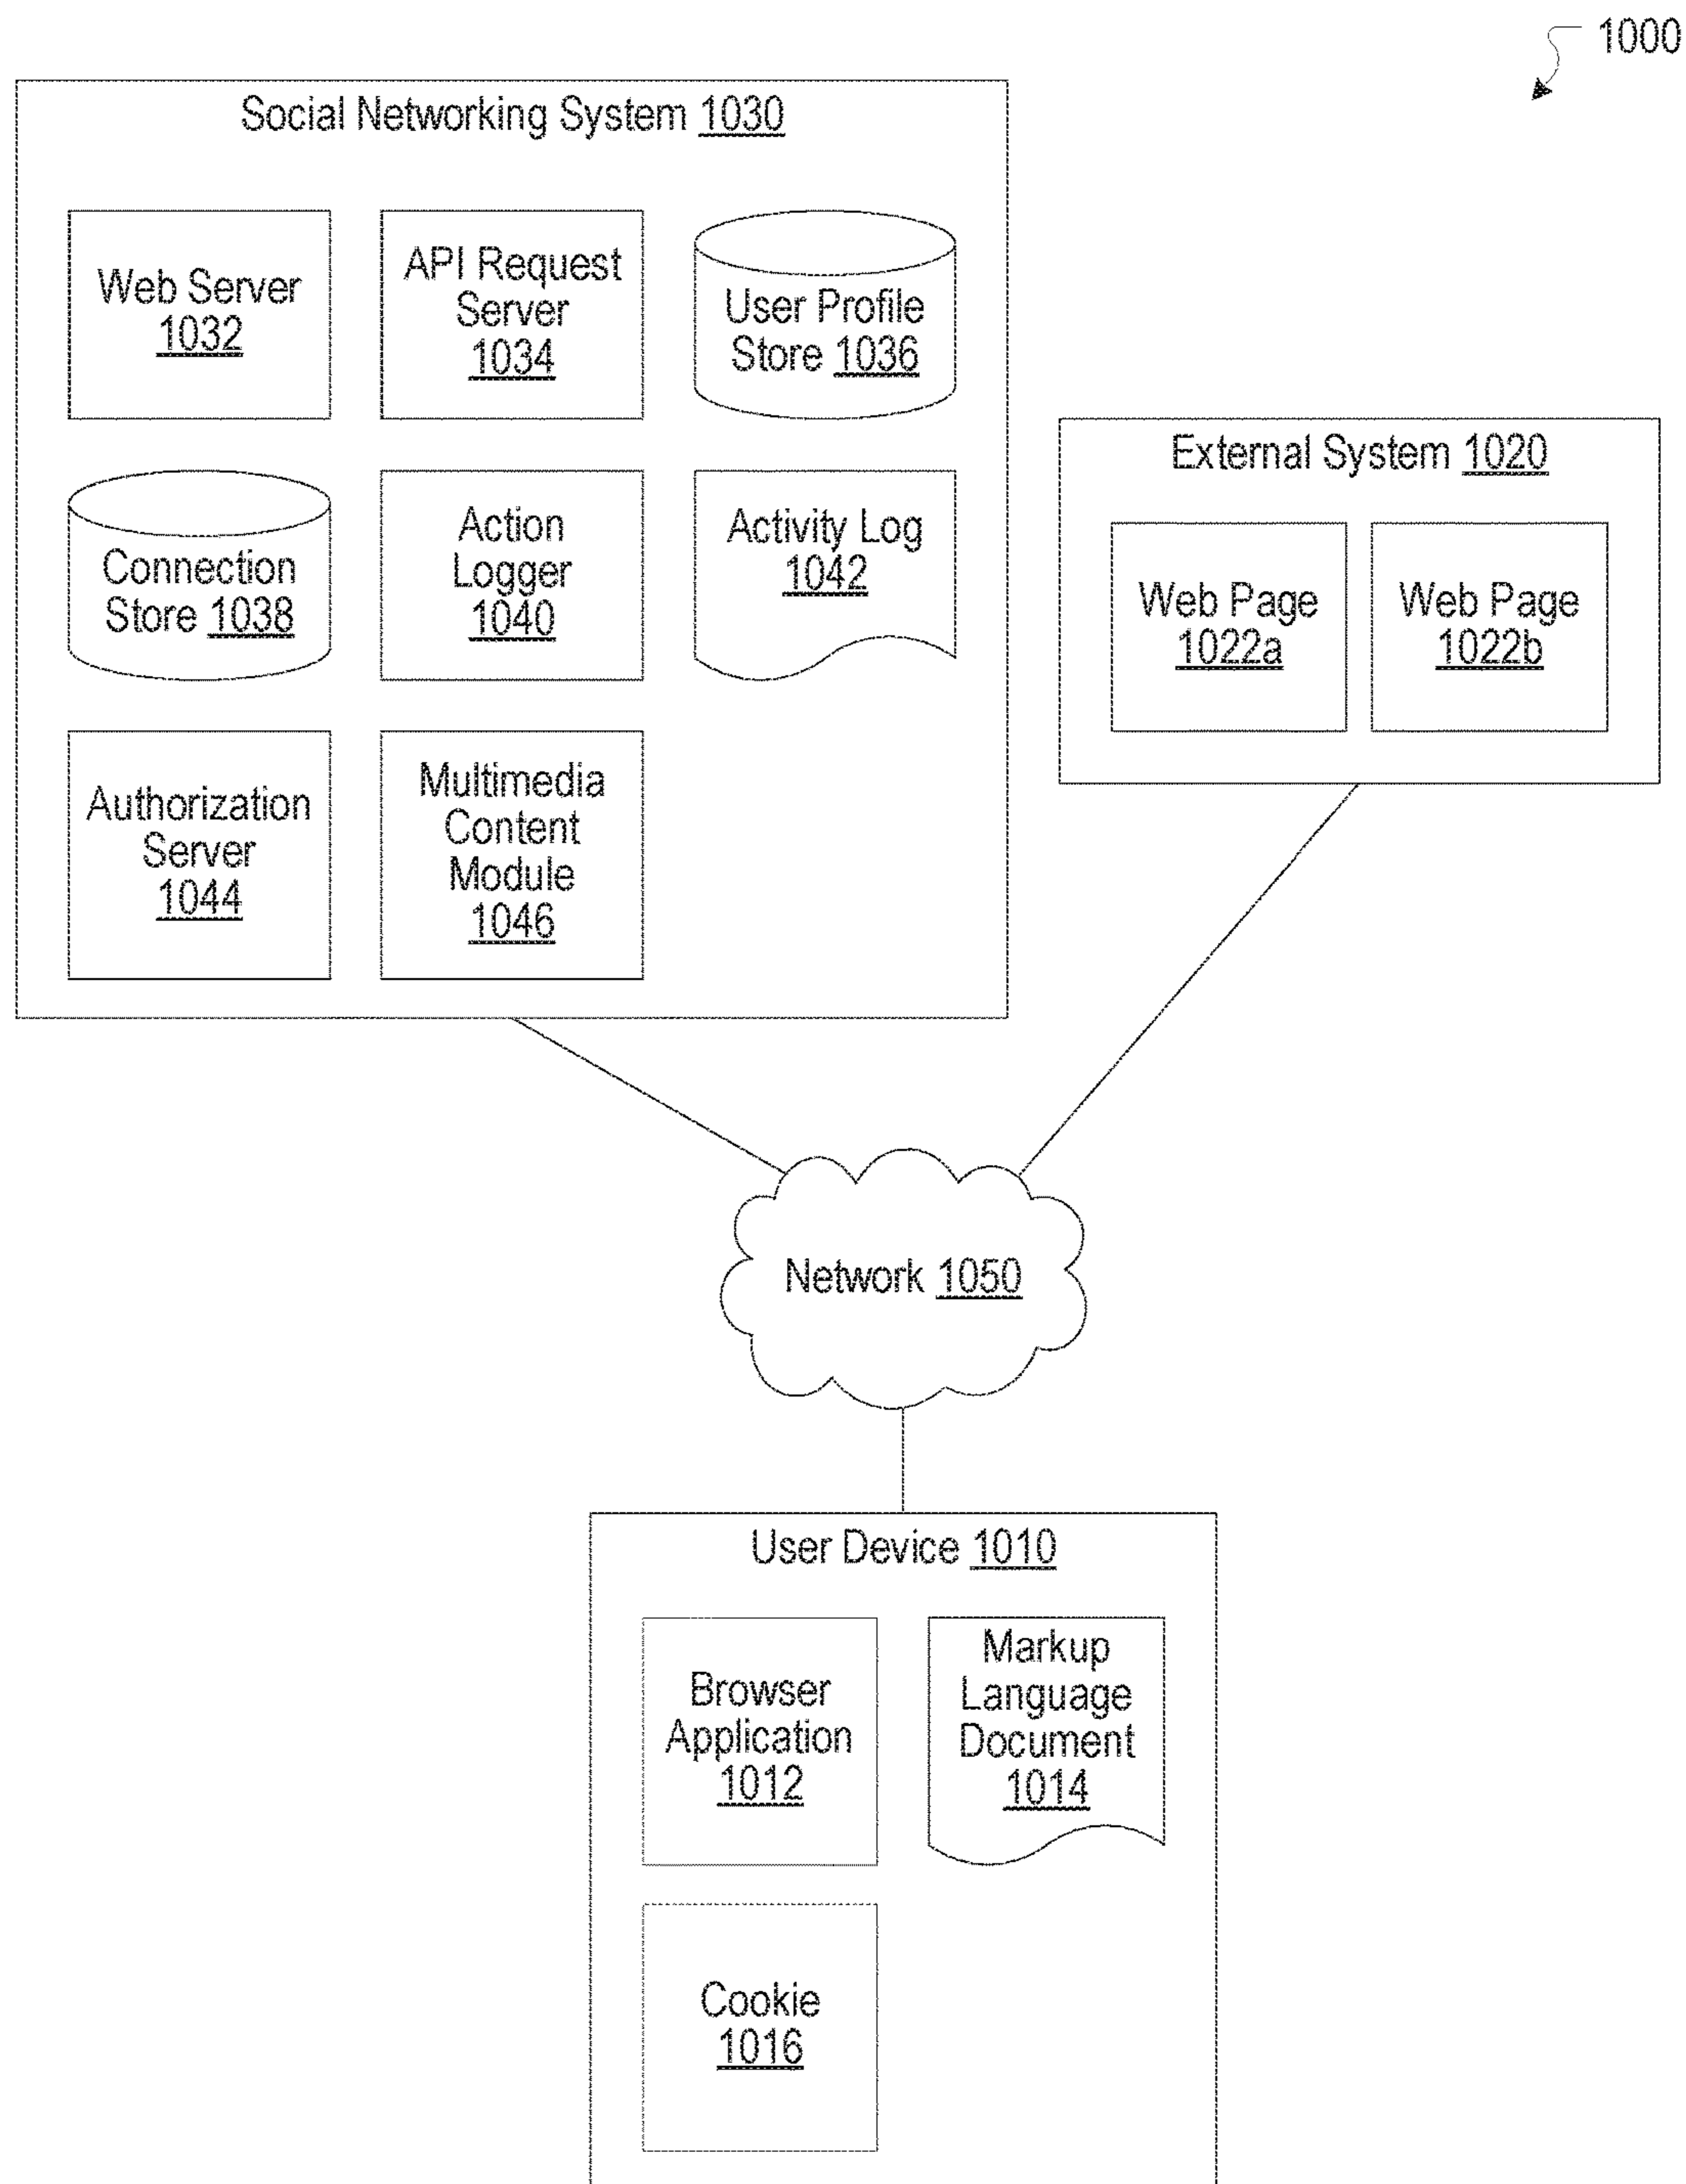 1000
Social Networking System 1030
Web Server
1032
API Request
Server
1034
User Profile
Store 1036
Connection
Store 1038
Action
Logger
1040
Activity Log
1042
Authorization
Server
1044
Multimedia
Content
Module
1046
External System 1020
Web Page
1022a
Web Page
1022b
Network 1050
User Device 1010
Browser
Application
1012
Markup
Language
Document
1014
Cookie
1016